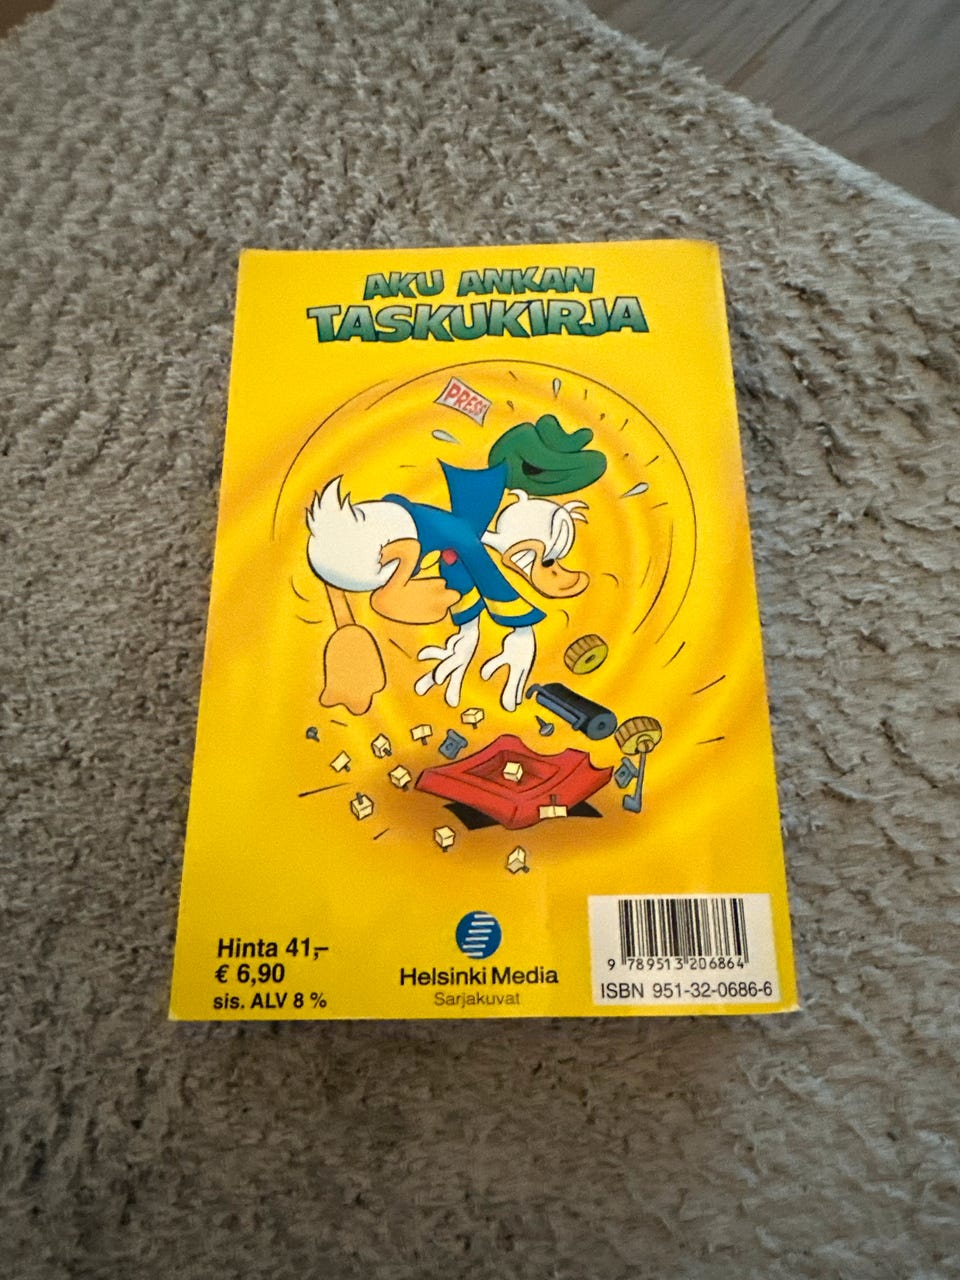 AKU ANKAN
TASKUKIRJA
PRESS
Hinta 41,–
€ 6,90
sis. ALV 8 %
Helsinki Media
Sarjakuvat
9 789513 206864
ISBN 951-32-0686-6